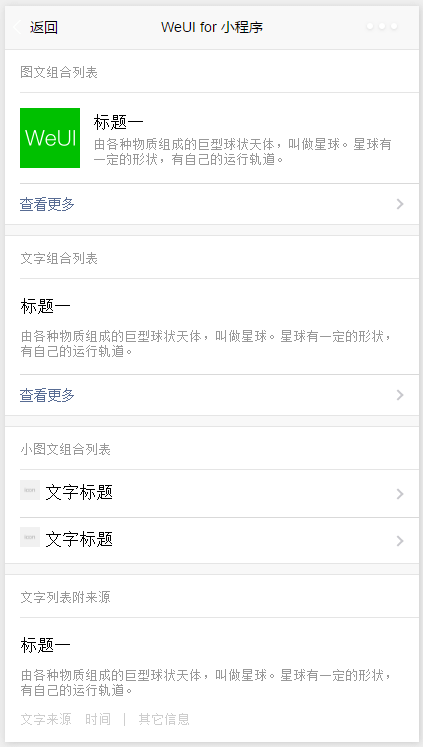 返回 WeUI for 小程序
图文组合列表
WeUI
标题一
由各种物质组成的巨型球状天体，叫做星球。星球有
一定的形状，有自己的运行轨道。
查看更多
文字组合列表
标题一
由各种物质组成的巨型球状天体，叫做星球。星球有一定的形状，
有自己的运行轨道。
查看更多
小图文组合列表
文字标题
文字标题
文字列表附来源
标题一
由各种物质组成的巨型球状天体，叫做星球。星球有一定的形状，
有自己的运行轨道。
文字来源 时间 | 其它信息